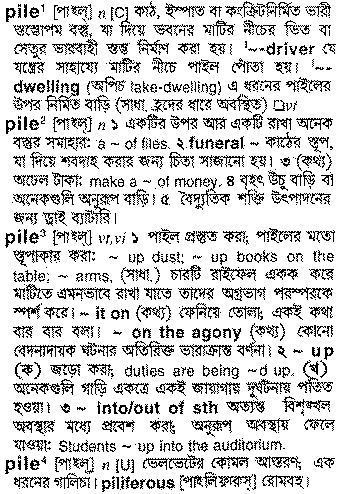 pile¹ [পাইল্] n [C] কাঠ, ইস্পাত বা কংক্রিটনির্মিত ভারী
স্তম্ভোপম বস্তু, যা দিয়ে ভবনের মাটির নীচের ভিত বা
সেতুর ভারবাহী স্তম্ভ নির্মাণ করা হয়। ¹~-driver যে
যন্ত্রের সাহায্যে মাটির নীচে পাইল পোঁতা হয়। ¹~-
dwelling (অপিচ lake-dwelling) এ ধরনের পাইলের
উপর নির্মিত বাড়ি (সাধা. হ্রদের ধারে অবস্থিত) □vi
pile² [পাইল্] n ১ একটির উপর আর একটি রাখা অনেক
বস্তুর সমাহার: a ~ of files. ২ funeral ~ কাঠের স্তূপ,
যা দিয়ে শবদাহ করার জন্য চিতা সাজানো হয়। ৩ (কথ্য)
অঢেল টাকা: make a ~ of money. ৪ বৃহৎ উঁচু বাড়ি বা
অনেকগুলি অনুরূপ বাড়ি। ৫ বৈদ্যুতিক শক্তি উৎপাদনের
জন্য ড্রাই ব্যাটারি।
pile³ [পাইল্] vt,vi ১ পাইল প্রস্তুত করা; পাইলের মতো
স্তূপাকার করা: ~ up dust; ~ up books on the
table; ~ arms, (সাধা.) চারটি রাইফেল একক করে
মাটিতে এমনভাবে রাখা যাতে তাদের অগ্রভাগ পরস্পরকে
স্পর্শ করে। ~ it on (কথ্য) ফেনিয়ে তোলা; একই কথা
বার বার বলা। ~ on the agony (কথ্য) কোনো
বেদনাদায়ক ঘটনার অতিরিক্ত ভারাক্রান্ত বর্ণনা। ২ ~ up
(ক) জড়ো করা; duties are being ~d up. (খ)
অনেকগুলি গাড়ি একত্রে একই জায়গায় দুর্ঘটনায় পতিত
হওয়া। ৩ ~ into/out of sth অত্যন্ত বিশৃঙ্খল
অবস্থার মধ্যে প্রবেশ করা; অনুরূপ অবস্থায় ফেলে
যাওয়া: Students ~ up into the auditorium.
pile⁴ [পাইল্] n [U] ভেলভেটের কোমল আস্তরণ; এক
ধরনের গালিচা। piliferous [পাইলিফারাস্] রোমবহ।